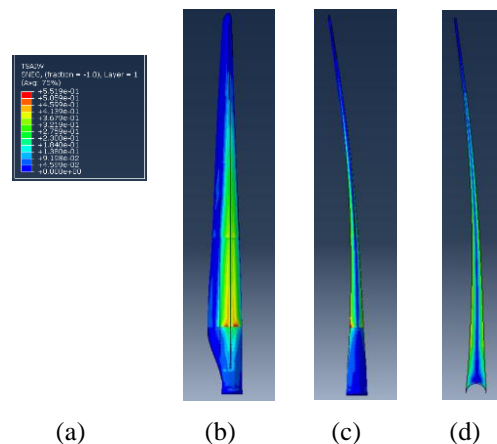 TSAIW
SNEG, (fraction = -1.0), Layer = 1
(Avg: 75%)
+5.519e-01
+5.059e-01
+4.599e-01
+4.139e-01
+3.679e-01
+3.219e-01
+2.759e-01
+2.300e-01
+1.840e-01
+1.380e-01
+9.198e-02
+4.599e-02
+0.000e+00
(a) (b) (c) (d)